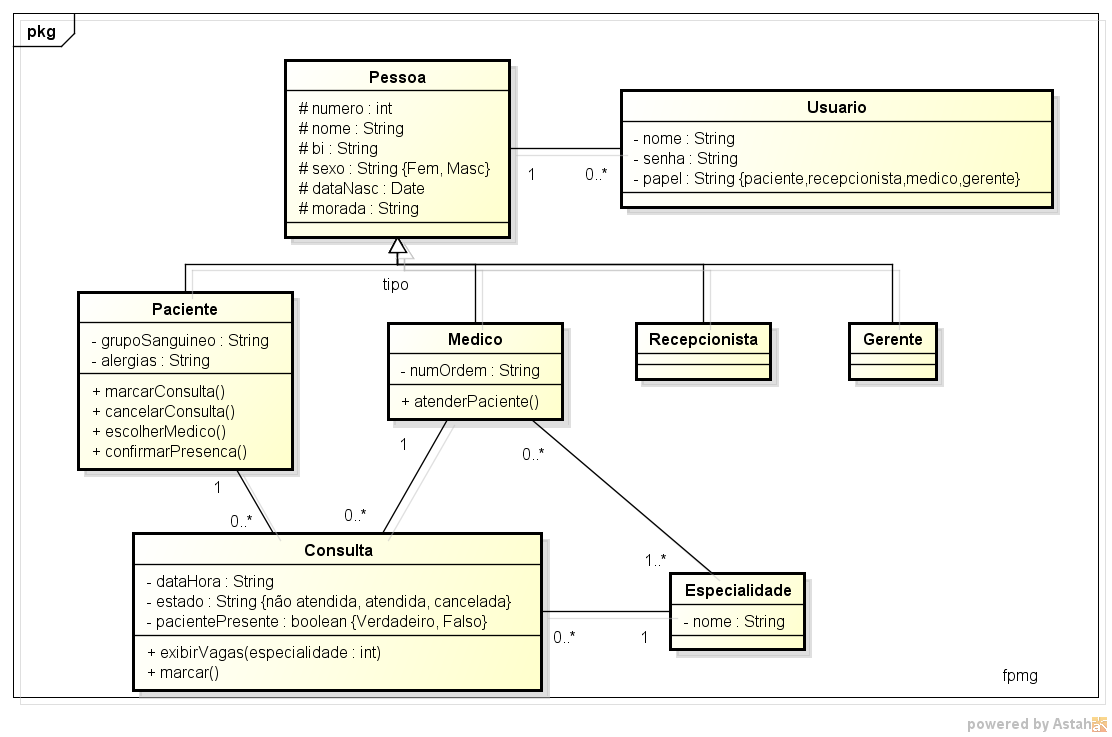 pkg
Pessoa
# numero : int
# nome : String
# bi : String
# sexo : String {Fem, Masc}
# dataNasc : Date
# morada : String
Usuario
- nome : String
- senha : String
- papel : String {paciente,recepcionista,medico,gerente}
1
0..*
tipo
Paciente
- grupoSanguineo : String
- alergias : String
+ marcarConsulta()
+ cancelarConsulta()
+ escolherMedico()
+ confirmarPresenca()
Medico
- numOrdem : String
+ atenderPaciente()
Recepcionista
Gerente
1
0..*
1
0..*
0..*
1..*
Consulta
- dataHora : String
- estado : String {não atendida, atendida, cancelada}
- pacientePresente : boolean {Verdadeiro, Falso}
+ exibirVagas(especialidade : int)
+ marcar()
0..*
1
Especialidade
- nome : String
fpmg
powered by Astah